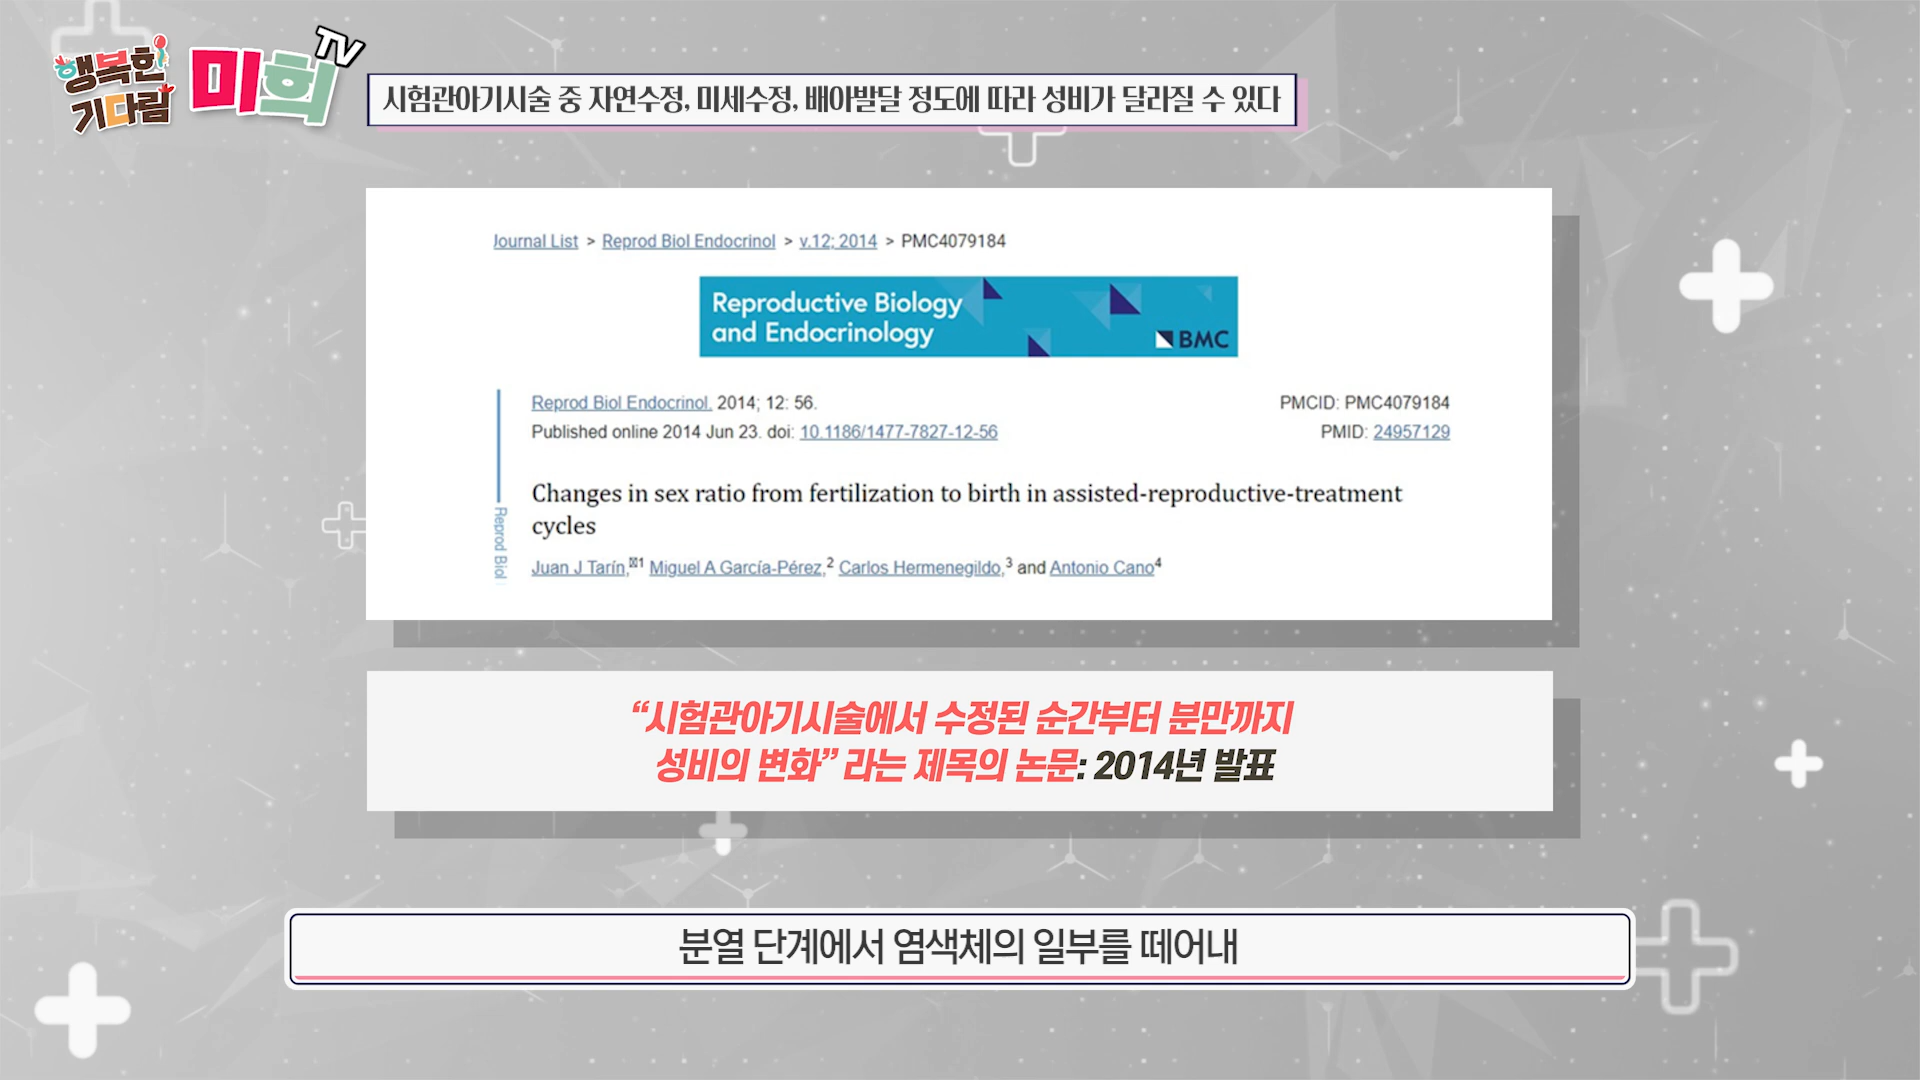 행복한
기다림
미희TV
시험관아기시술 중 자연수정, 미세수정, 배아발달 정도에 따라 성비가 달라질 수 있다
Journal List > Reprod Biol Endocrinol > v.12; 2014 > PMC4079184
Reproductive Biology
and Endocrinology
BMC
Reprod Biol Endocrinol. 2014; 12: 56.
PMCID: PMC4079184
Published online 2014 Jun 23. doi: 10.1186/1477-7827-12-56
PMID: 24957129
Changes in sex ratio from fertilization to birth in assisted-reproductive-treatment
cycles
Juan J Tarín,✉1 Miguel A García-Pérez,2 Carlos Hermenegildo,3 and Antonio Cano4
Reprod Biol
“시험관아기시술에서 수정된 순간부터 분만까지
성비의 변화” 라는 제목의 논문: 2014년 발표
분열 단계에서 염색체의 일부를 떼어내